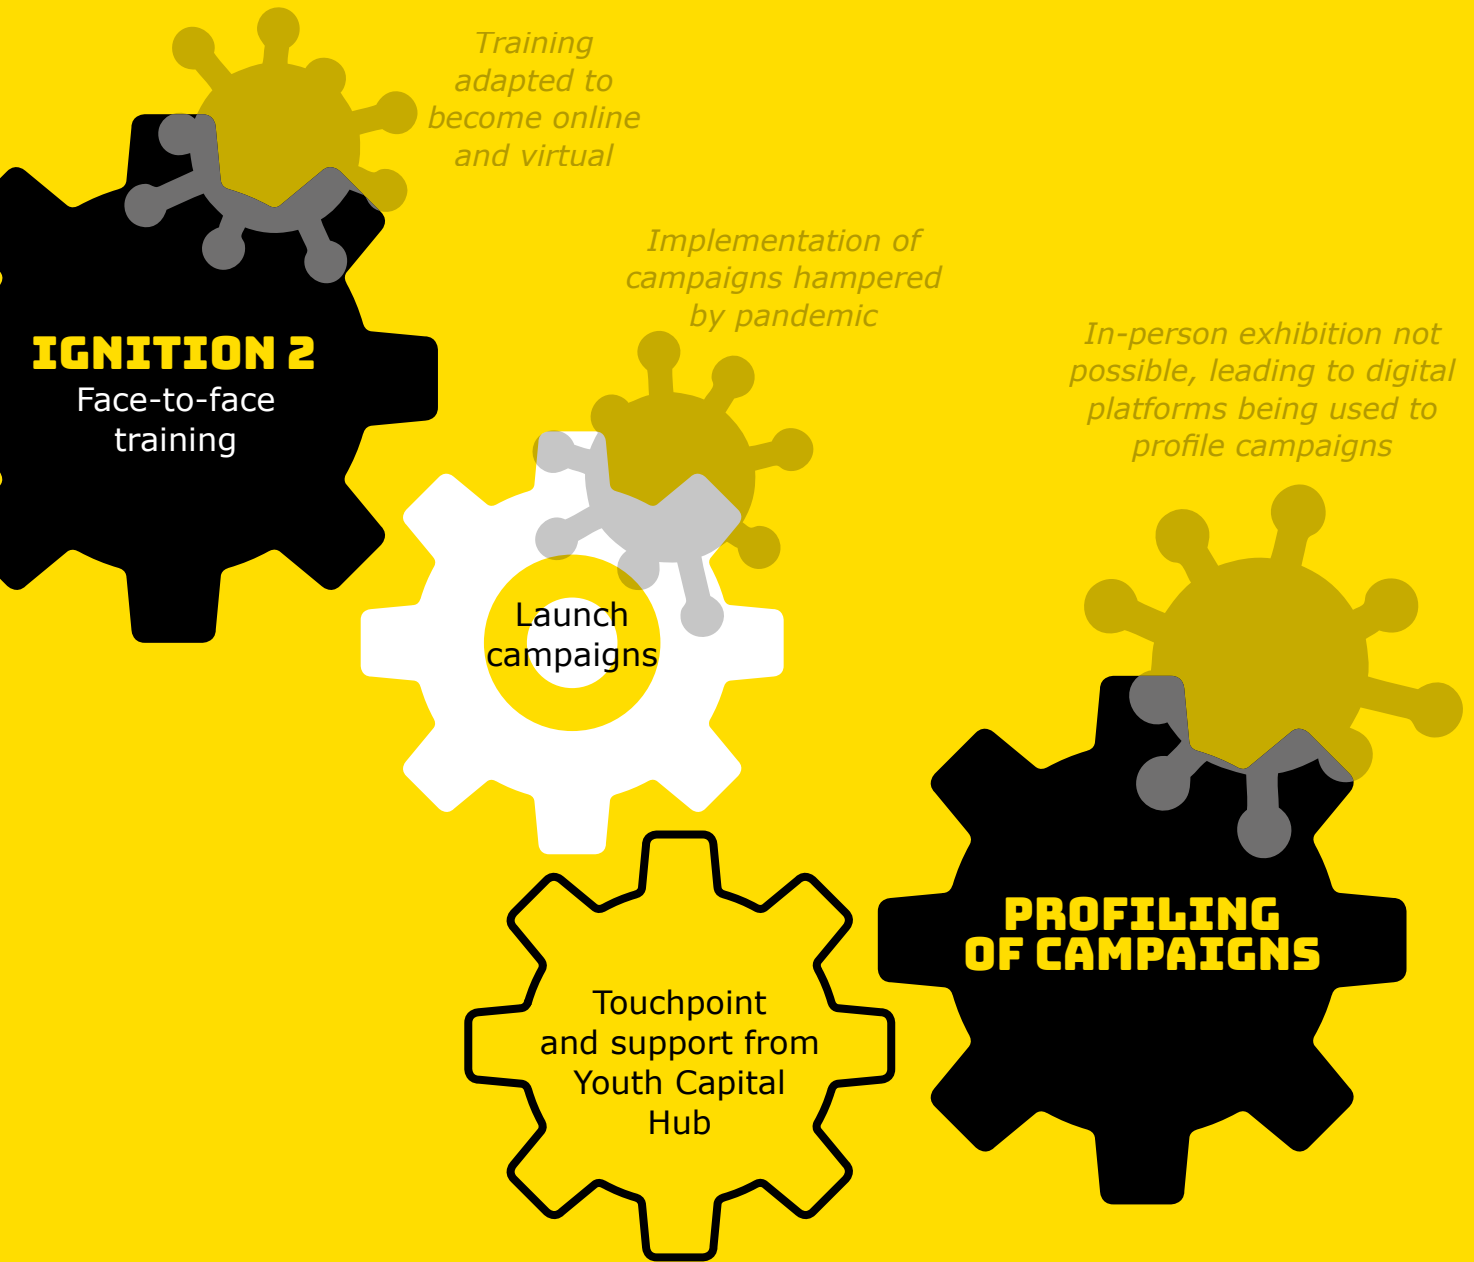 Training
adapted to
become online
and virtual
Implementation of
campaigns hampered
by pandemic
In-person exhibition not
possible, leading to digital
platforms being used to
profile campaigns
IGNITION 2
Face-to-face
training
Launch
campaigns
PROFILING
OF CAMPAIGNS
Touchpoint
and support from
Youth Capital
Hub